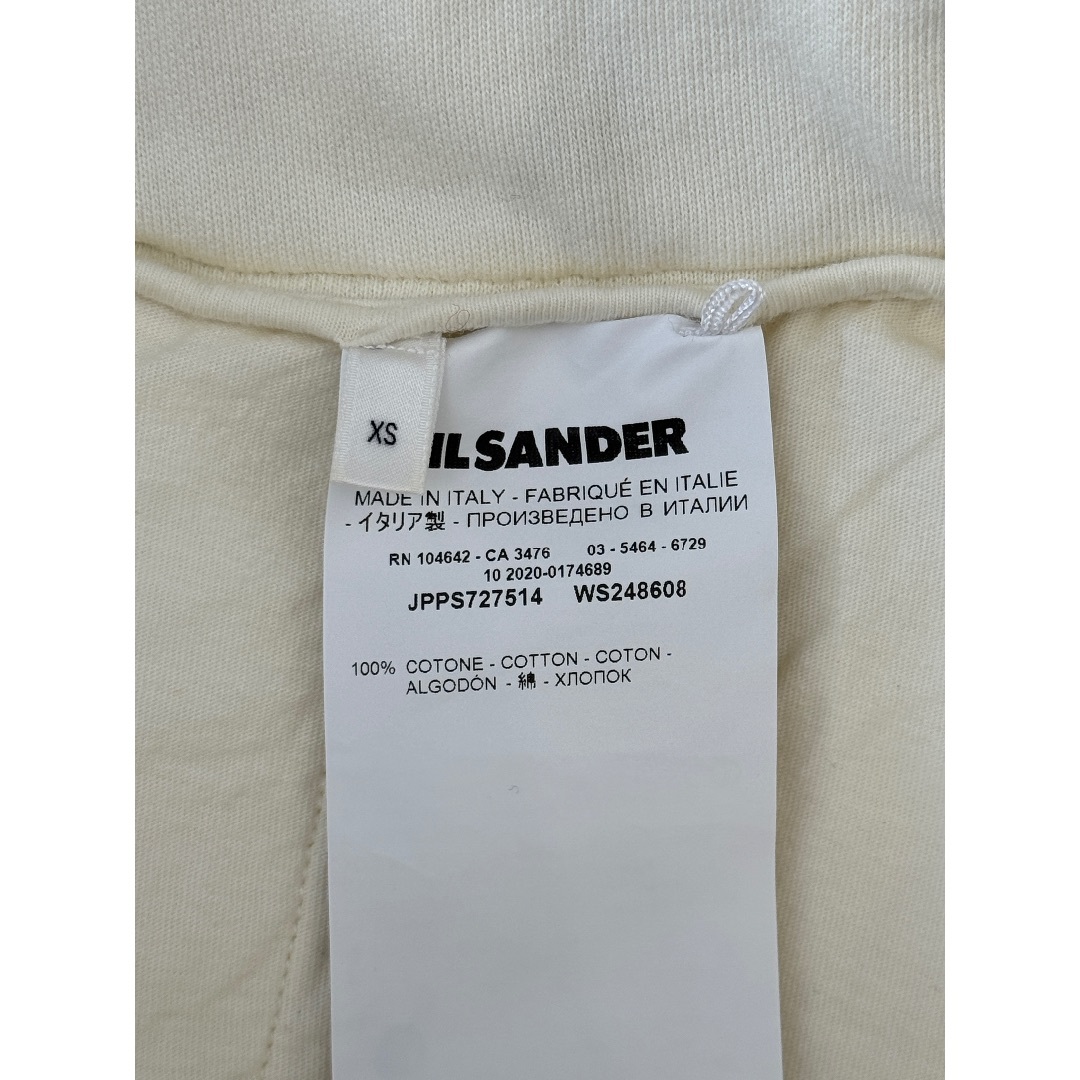 XS
IL SANDER
MADE IN ITALY - FABRIQUÉ EN ITALIE
- イタリア製 - ПРОИЗВЕДЕНО В ИТАЛИИ
RN 104642 - CA 3476 03 - 5464 - 6729
10 2020-0174689
JPPS727514 WS248608
100% COTONE - COTTON - COTON -
ALGODÓN - 綿 - ХЛОПОК